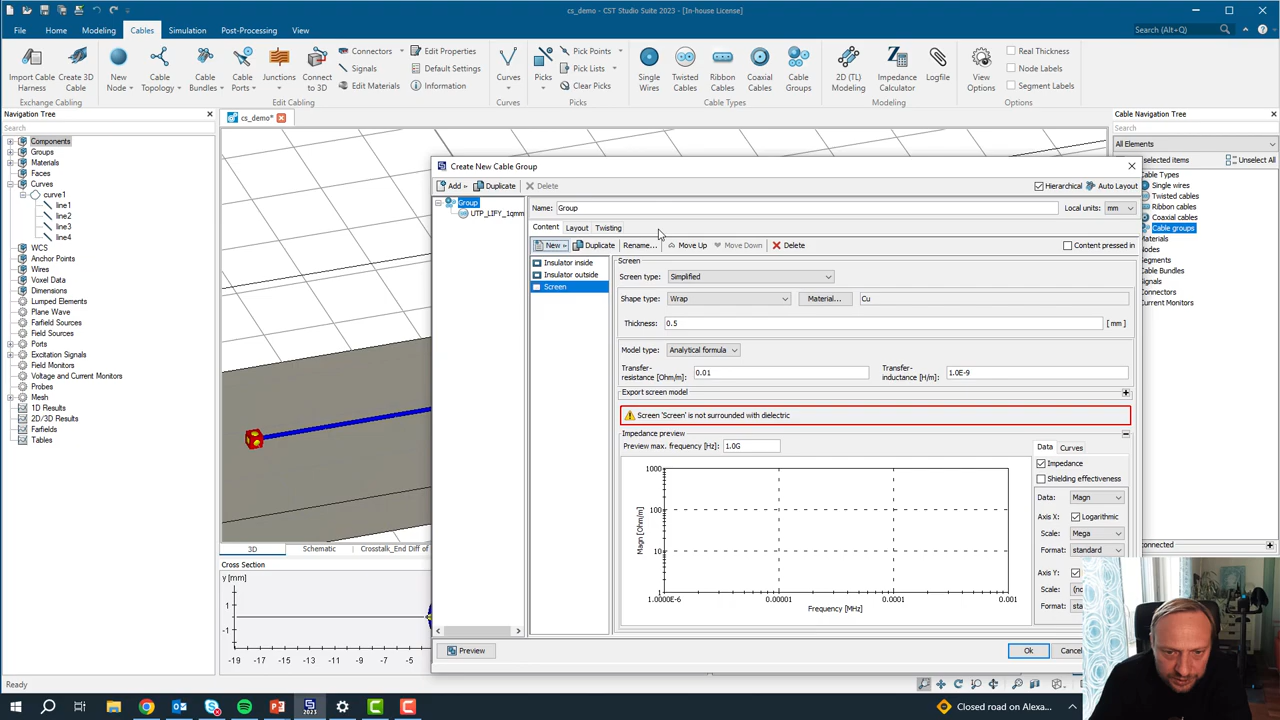 cs_demo - CST Studio Suite 2023 - [In-house License]
File Home Modeling Cables Simulation Post-Processing View
Search (Alt+Q)
Import Cable Harness
Create 3D Cable
New Node
Cable Topology
Cable Bundles
Cable Ports
Junctions
Connect to 3D
Connectors
Signals
Edit Materials
Edit Properties
Default Settings
Information
Curves
Picks
Pick Points
Pick Lists
Clear Picks
Single Wires
Twisted Cables
Ribbon Cables
Coaxial Cables
Cable Groups
2D (TL) Modeling
Impedance Calculator
Logfile
View Options
Real Thickness
Node Labels
Segment Labels
Exchange Cabling
Edit Cabling
Curves
Picks
Cable Types
Modeling
Options
Navigation Tree
Search
Components
Groups
Materials
Faces
Curves
curve1
line1
line2
line3
line4
WCS
Anchor Points
Wires
Voxel Data
Dimensions
Lumped Elements
Plane Wave
Farfield Sources
Field Sources
Ports
Excitation Signals
Field Monitors
Voltage and Current Monitors
Probes
Mesh
1D Results
2D/3D Results
Farfields
Tables
cs_demo*
Create New Cable Group
Add Duplicate Delete
Hierarchical Auto Layout
Group
UTP_LIFY_1qmm
Name: Group
Local units: mm
Content Layout Twisting
New Duplicate Rename... Move Up Move Down Delete
Content pressed in
Insulator inside
Insulator outside
Screen
Screen
Screen type: Simplified
Shape type: Wrap Material... Cu
Thickness: 0.5 [ mm ]
Model type: Analytical formula
Transfer-resistance [Ohm/m]: 0.01
Transfer-inductance [H/m]: 1.0E-9
Export screen model
Screen 'Screen' is not surrounded with dielectric
Impedance preview
Preview max. frequency [Hz]: 1.0G
Data Curves
Impedance
Shielding effectiveness
Data: Magn
Axis X: Logarithmic
Scale: Mega
Format: standard
Axis Y:
Scale:
Format:
Magn [Ohm/m]
1000
100
10
1
1.0000E-6 0.00001 0.0001 0.001
Frequency [MHz]
Preview
Ok
Cancel
3D Schematic Crosstalk_End Diff of
Cross Section
y [mm]
1
-1
-19 -17 -15 -13 -11 -9 -7 -5 -3
Cable Navigation Tree
Search
All Elements
selected items
Unselect All
Cable Types
Single wires
Twisted cables
Ribbon cables
Coaxial cables
Cable groups
Materials
Segments
Cable Bundles
Signals
Connectors
Current Monitors
Ready
2023
Closed road on Alexa...